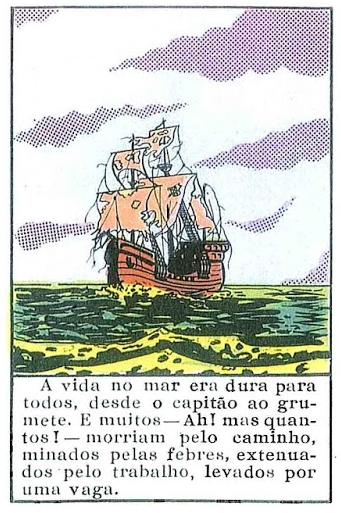 A vida no mar era dura para
todos, desde o capitão ao gru-
mete. E muitos—Ah! mas quan-
tos!—morriam pelo caminho,
minados pelas febres, extenua-
dos pelo trabalho, levados por
uma vaga.